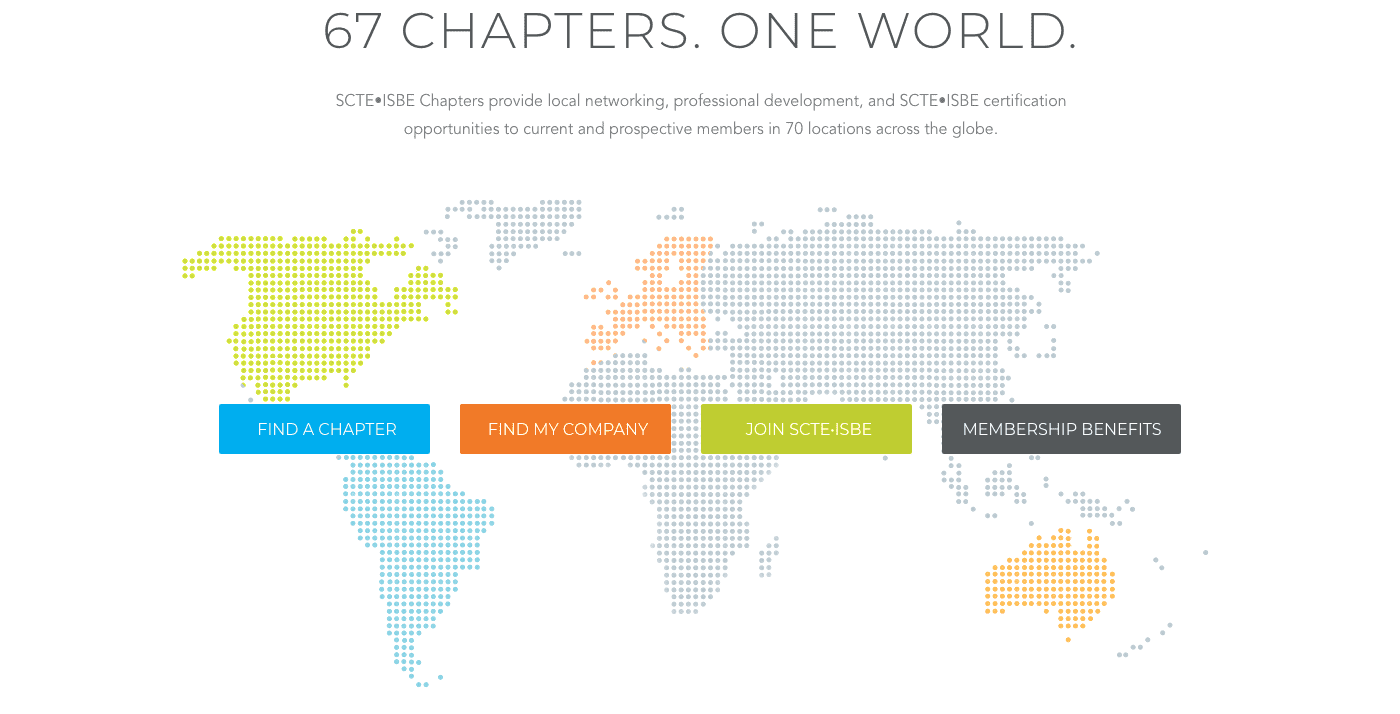 67 CHAPTERS. ONE WORLD.
SCTE•ISBE Chapters provide local networking, professional development, and SCTE•ISBE certification
opportunities to current and prospective members in 70 locations across the globe.
FIND A CHAPTER
FIND MY COMPANY
JOIN SCTE•ISBE
MEMBERSHIP BENEFITS